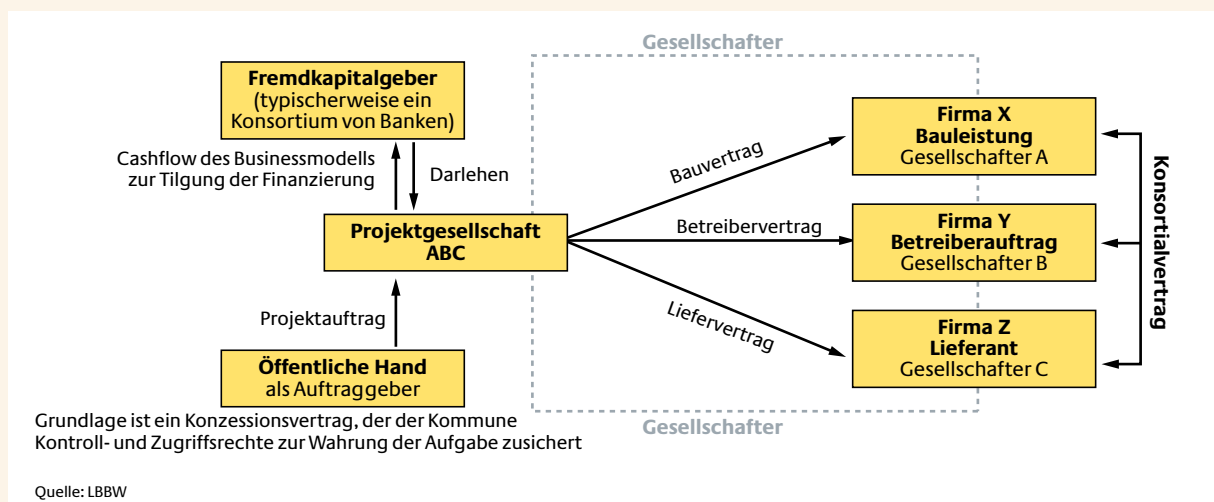 Gesellschafter
Fremdkapitalgeber
(typischerweise ein
Konsortium von Banken)
Cashflow des Businessmodells
zur Tilgung der Finanzierung
Darlehen
Projektgesellschaft
ABC
Projektauftrag
Öffentliche Hand
als Auftraggeber
Grundlage ist ein Konzessionsvertrag, der der Kommune
Kontroll- und Zugriffsrechte zur Wahrung der Aufgabe zusichert
Bauvertrag
Betreibervertrag
Liefervertrag
Firma X
Bauleistung
Gesellschafter A
Firma Y
Betreiberauftrag
Gesellschafter B
Firma Z
Lieferant
Gesellschafter C
Konsortialvertrag
Gesellschafter
Quelle: LBBW